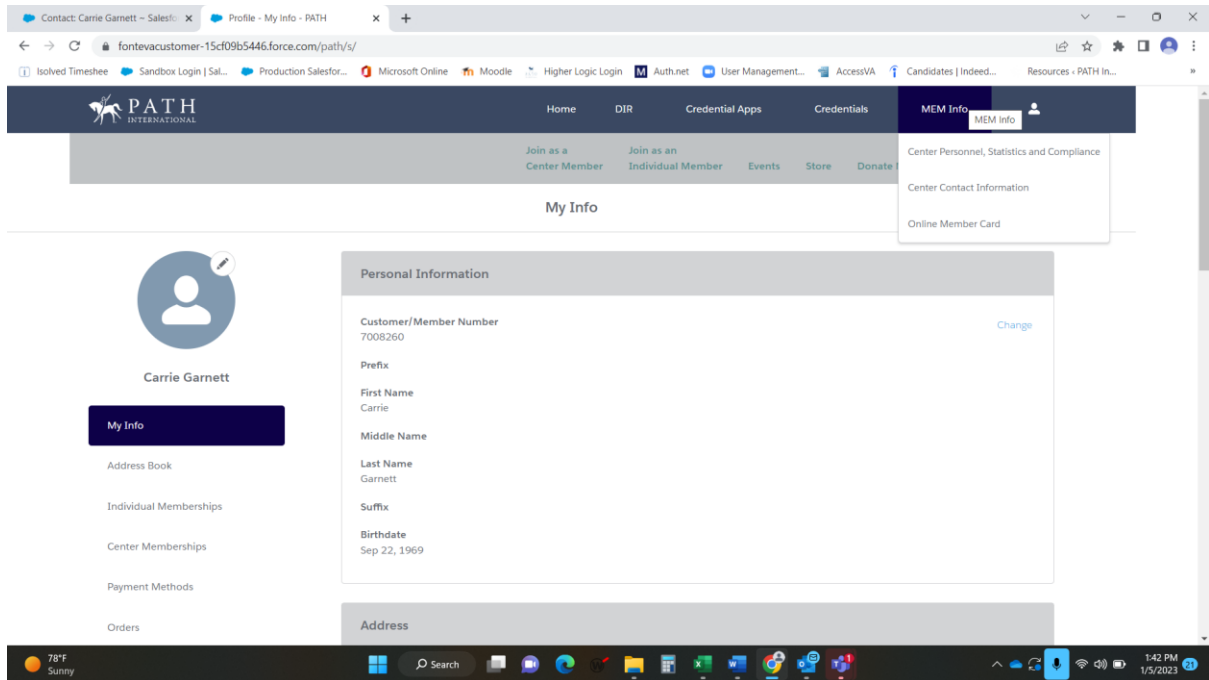 Contact: Carrie Garnett ~ Salesfo
Profile - My Info - PATH
fontevacustomer-15cf09b5446.force.com/path/s/
Isolved Timeshee
Sandbox Login | Sal...
Production Salesfor...
Microsoft Online
Moodle
Higher Logic Login
M Auth.net
User Management...
AccessVA
Candidates | Indeed...
Resources ‹ PATH In...
»
PATH
INTERNATIONAL
Home
DIR
Credential Apps
Credentials
MEM Info
MEM Info
Join as a
Center Member
Join as an
Individual Member
Events
Store
Donate
Center Personnel, Statistics and Compliance
Center Contact Information
Online Member Card
My Info
Carrie Garnett
My Info
Address Book
Individual Memberships
Center Memberships
Payment Methods
Orders
Personal Information
Customer/Member Number
7008260
Change
Prefix
First Name
Carrie
Middle Name
Last Name
Garnett
Suffix
Birthdate
Sep 22, 1969
Address
78°F
Sunny
Search
1:42 PM
1/5/2023
21